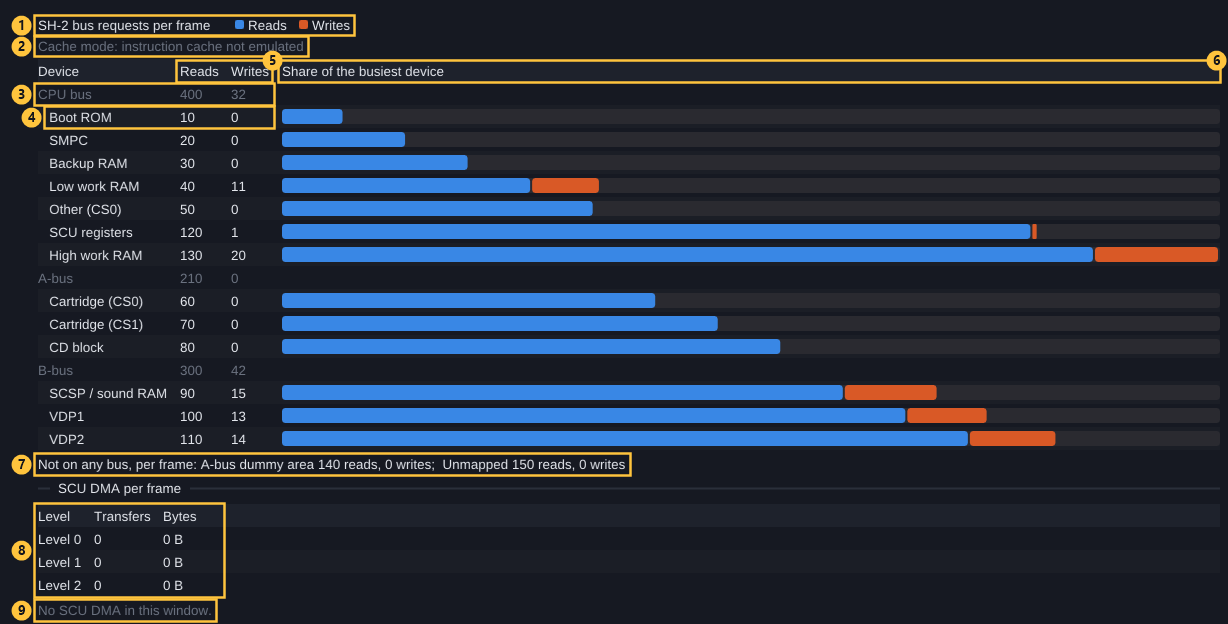 1 SH-2 bus requests per frame Reads Writes
2 Cache mode: instruction cache not emulated
5 6
Device Reads Writes Share of the busiest device
3 CPU bus 400 32
4 Boot ROM 10 0
SMPC 20 0
Backup RAM 30 0
Low work RAM 40 11
Other (CS0) 50 0
SCU registers 120 1
High work RAM 130 20
A-bus 210 0
Cartridge (CS0) 60 0
Cartridge (CS1) 70 0
CD block 80 0
B-bus 300 42
SCSP / sound RAM 90 15
VDP1 100 13
VDP2 110 14
7 Not on any bus, per frame: A-bus dummy area 140 reads, 0 writes; Unmapped 150 reads, 0 writes
SCU DMA per frame
Level Transfers Bytes
Level 0 0 0 B
8
Level 1 0 0 B
Level 2 0 0 B
9 No SCU DMA in this window.